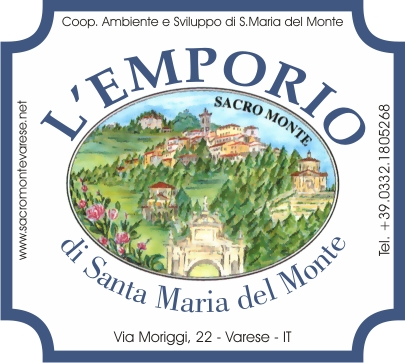 Coop. Ambiente e Sviluppo di S.Maria del Monte
L'EMPORIO
SACRO MONTE
di Santa Maria del Monte
www.sacromontevarese.net
Tel. +39.0332.1805268
Via Moriggi, 22 - Varese - IT